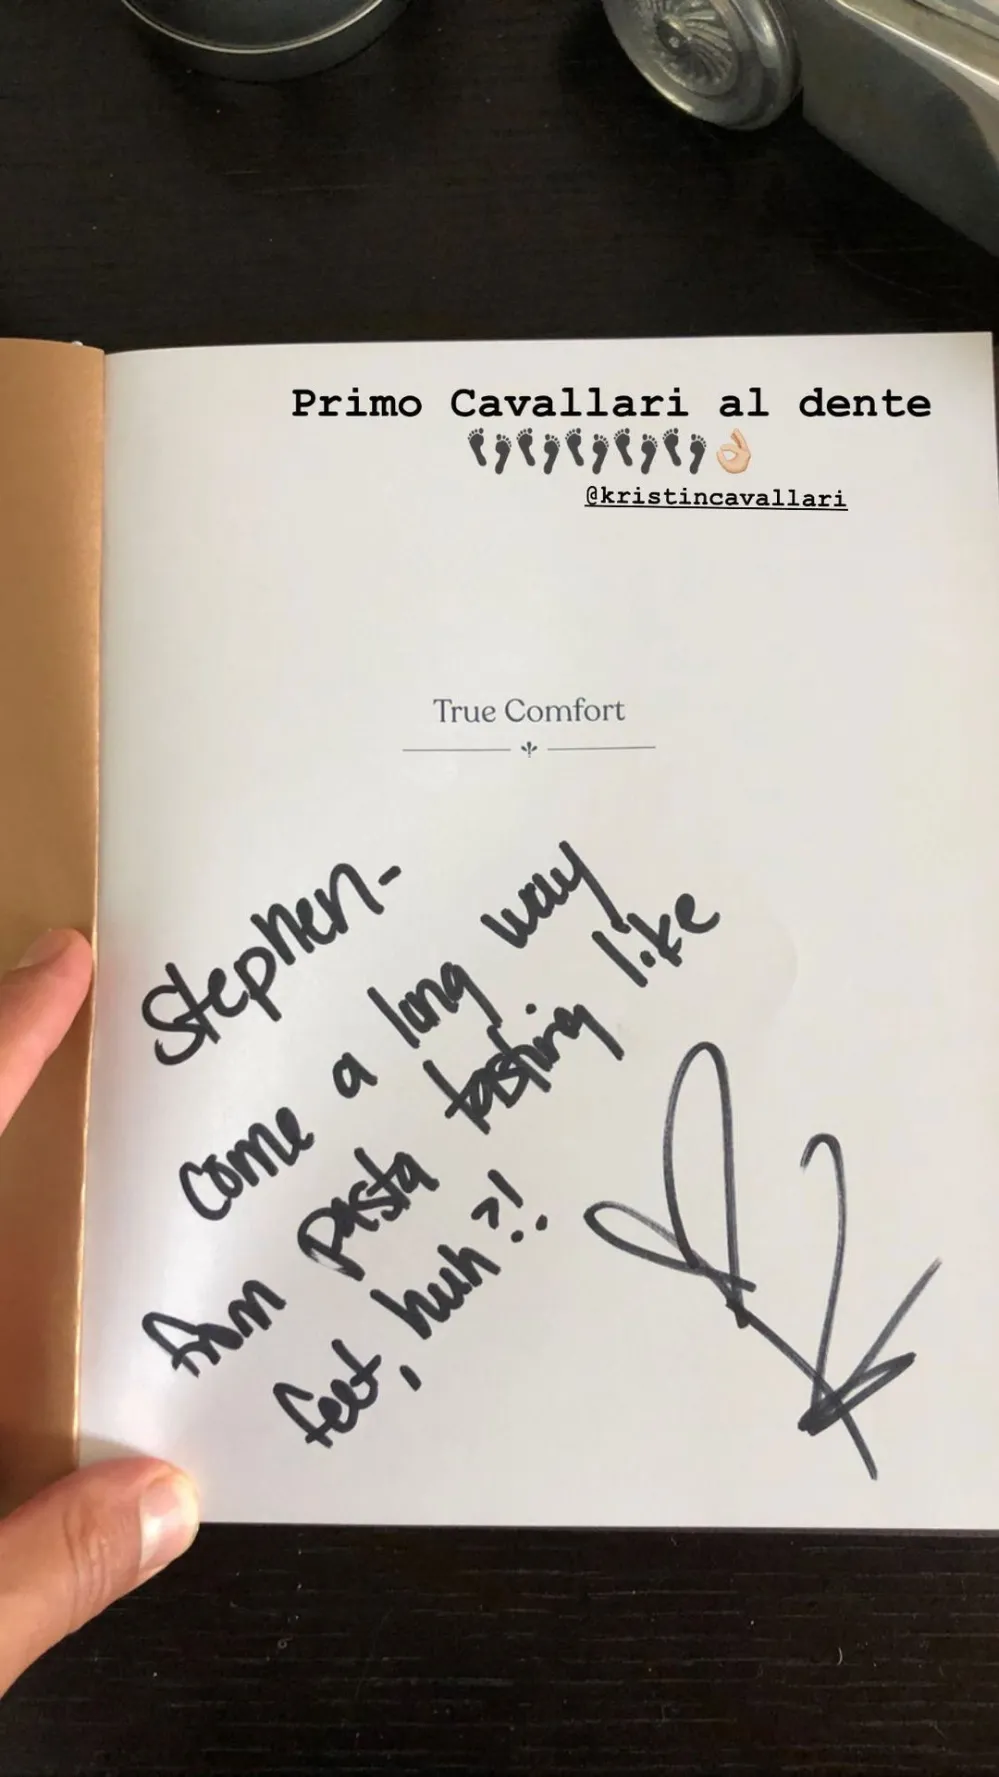 Primo Cavallari al dente
👣👣👣👣👣👌🏼
@kristincavallari
True Comfort
Stephen-
come a long way
from pasta tasting like
feet, huh?!
K